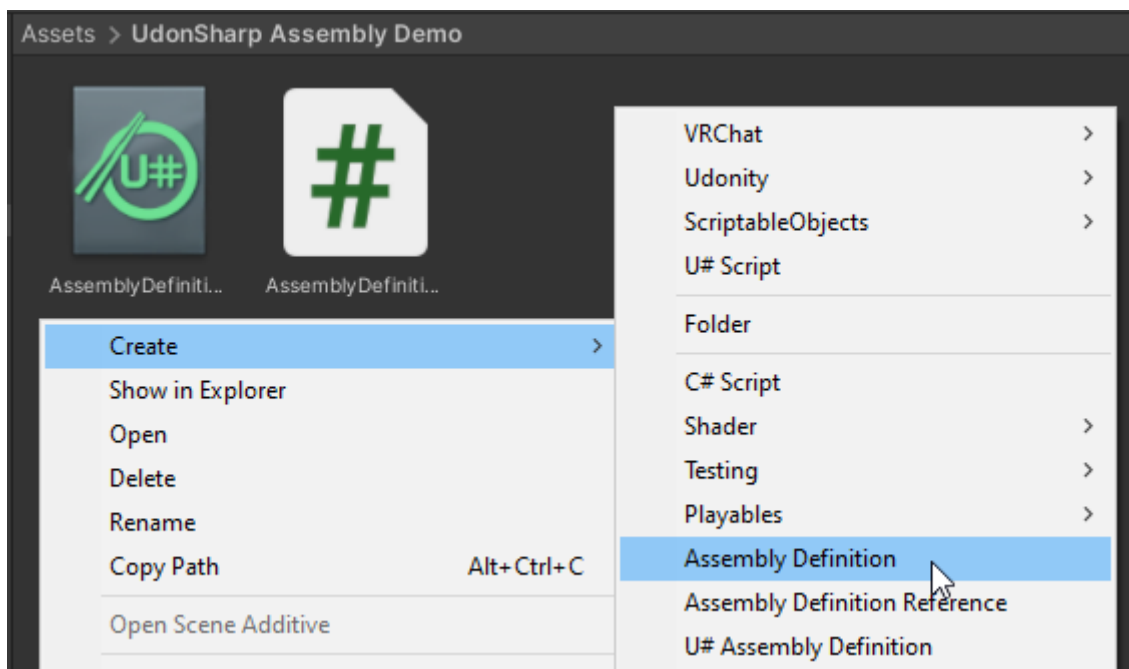 Assets > UdonSharp Assembly Demo
U#
#
AssemblyDefiniti...
AssemblyDefiniti...
Create >
Show in Explorer
Open
Delete
Rename
Copy Path Alt+Ctrl+C
Open Scene Additive
VRChat >
Udonity >
ScriptableObjects >
U# Script
Folder
C# Script
Shader >
Testing >
Playables >
Assembly Definition
Assembly Definition Reference
U# Assembly Definition